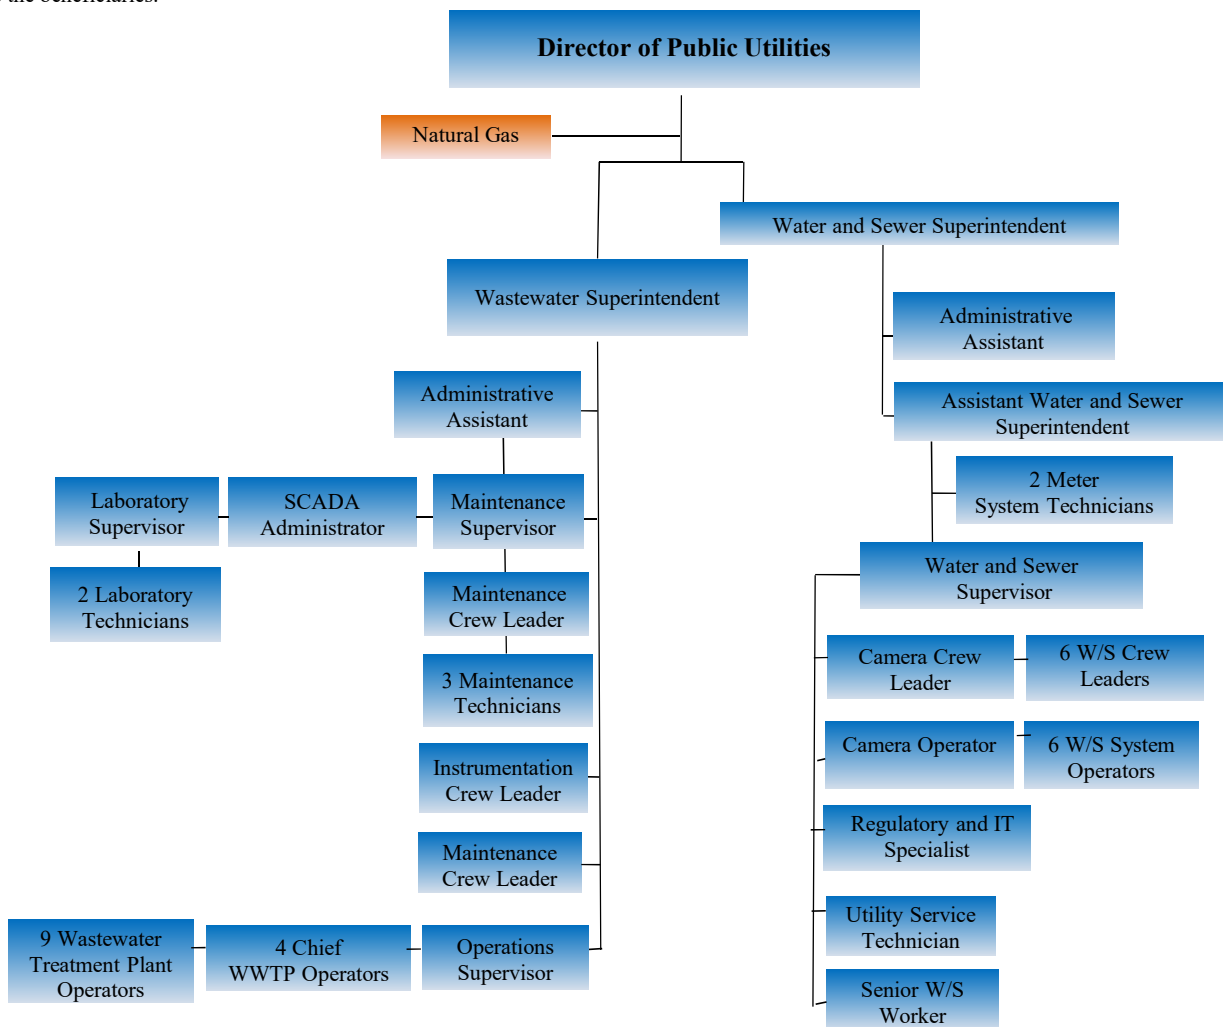 the beneficiaries.
Director of Public Utilities
Natural Gas
Water and Sewer Superintendent
Wastewater Superintendent
Administrative
Assistant
Assistant Water and Sewer
Superintendent
2 Meter
System Technicians
Water and Sewer
Supervisor
Camera Crew
Leader
6 W/S Crew
Leaders
Camera Operator
6 W/S System
Operators
Regulatory and IT
Specialist
Utility Service
Technician
Senior W/S
Worker
Administrative
Assistant
Laboratory
Supervisor
SCADA
Administrator
Maintenance
Supervisor
2 Laboratory
Technicians
Maintenance
Crew Leader
3 Maintenance
Technicians
Instrumentation
Crew Leader
Maintenance
Crew Leader
9 Wastewater
Treatment Plant
Operators
4 Chief
WWTP Operators
Operations
Supervisor